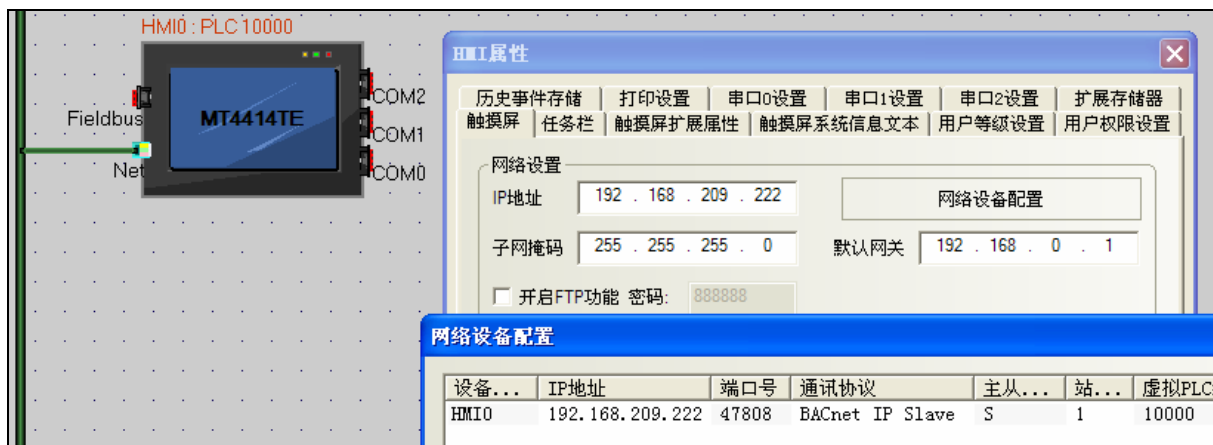 HMI0 : PLC10000
MT4414TE
Fieldbus
Net
COM2
COM1
COM0
HMI属性
历史事件存储 打印设置 串口0设置 串口1设置 串口2设置 扩展存储器
触摸屏 任务栏 触摸屏扩展属性 触摸屏系统信息文本 用户等级设置 用户权限设置
网络设置
IP地址 192 . 168 . 209 . 222 网络设备配置
子网掩码 255 . 255 . 255 . 0 默认网关 192 . 168 . 0 . 1
开启FTP功能 密码: 888888
网络设备配置
设备... IP地址 端口号 通讯协议 主从... 站... 虚拟PLC
HMI0 192.168.209.222 47808 BACnet IP Slave S 1 10000